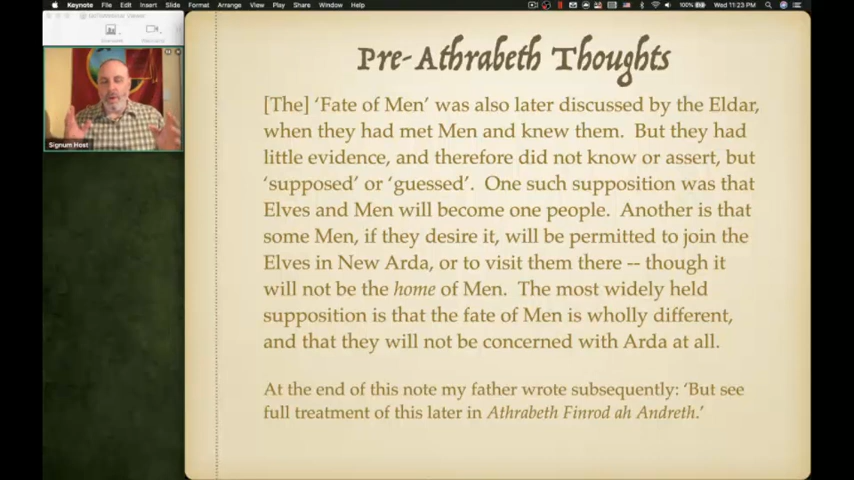 Keynote File Edit Insert Slide Format Arrange View Play Share Window Help
100% Wed 11:23 PM
Signum Host
Pre-Athrabeth Thoughts
[The] ‘Fate of Men’ was also later discussed by the Eldar,
when they had met Men and knew them. But they had
little evidence, and therefore did not know or assert, but
‘supposed’ or ‘guessed’. One such supposition was that
Elves and Men will become one people. Another is that
some Men, if they desire it, will be permitted to join the
Elves in New Arda, or to visit them there -- though it
will not be the home of Men. The most widely held
supposition is that the fate of Men is wholly different,
and that they will not be concerned with Arda at all.
At the end of this note my father wrote subsequently: ‘But see
full treatment of this later in Athrabeth Finrod ah Andreth.’